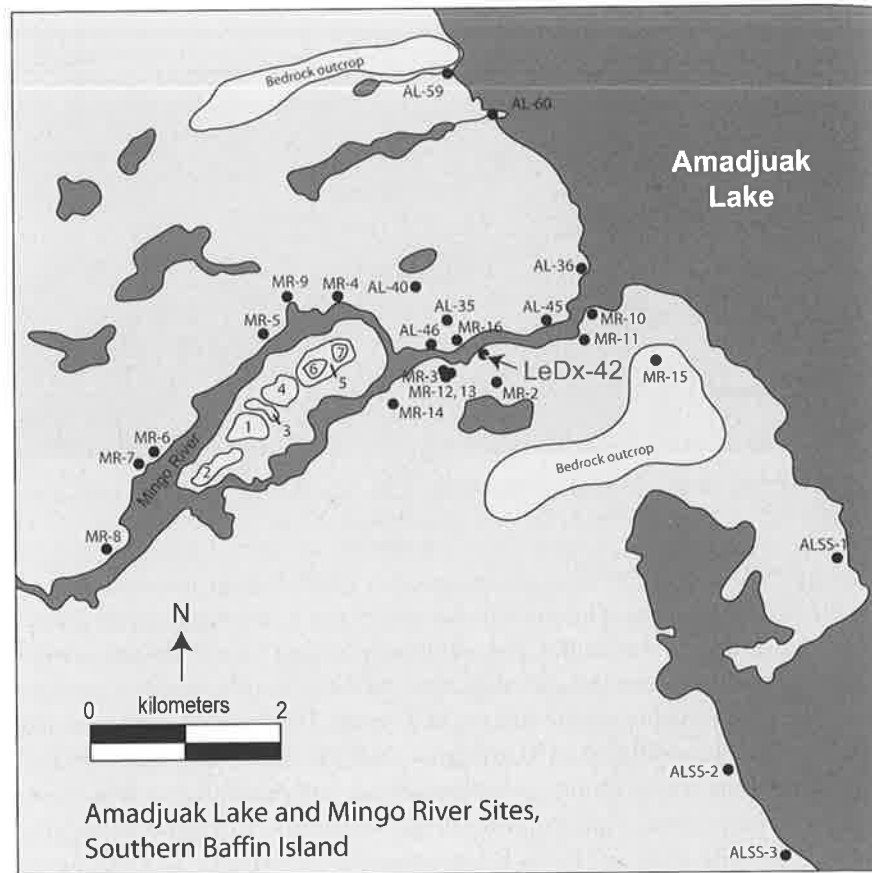 Bedrock outcrop
AL-59
AL-60
Amadjuak
Lake
AL-36
MR-9
MR-4
AL-40
AL-35
AL-45
MR-10
MR-5
AL-46
MR-16
MR-11
LeDx-42
MR-15
MR-3
MR-12, 13
MR-2
MR-14
7
6
5
4
3
1
2
Bedrock outcrop
MR-6
MR-7
Mingo River
MR-8
ALSS-1
N
0 kilometers 2
ALSS-2
Amadjuak Lake and Mingo River Sites,
Southern Baffin Island
ALSS-3